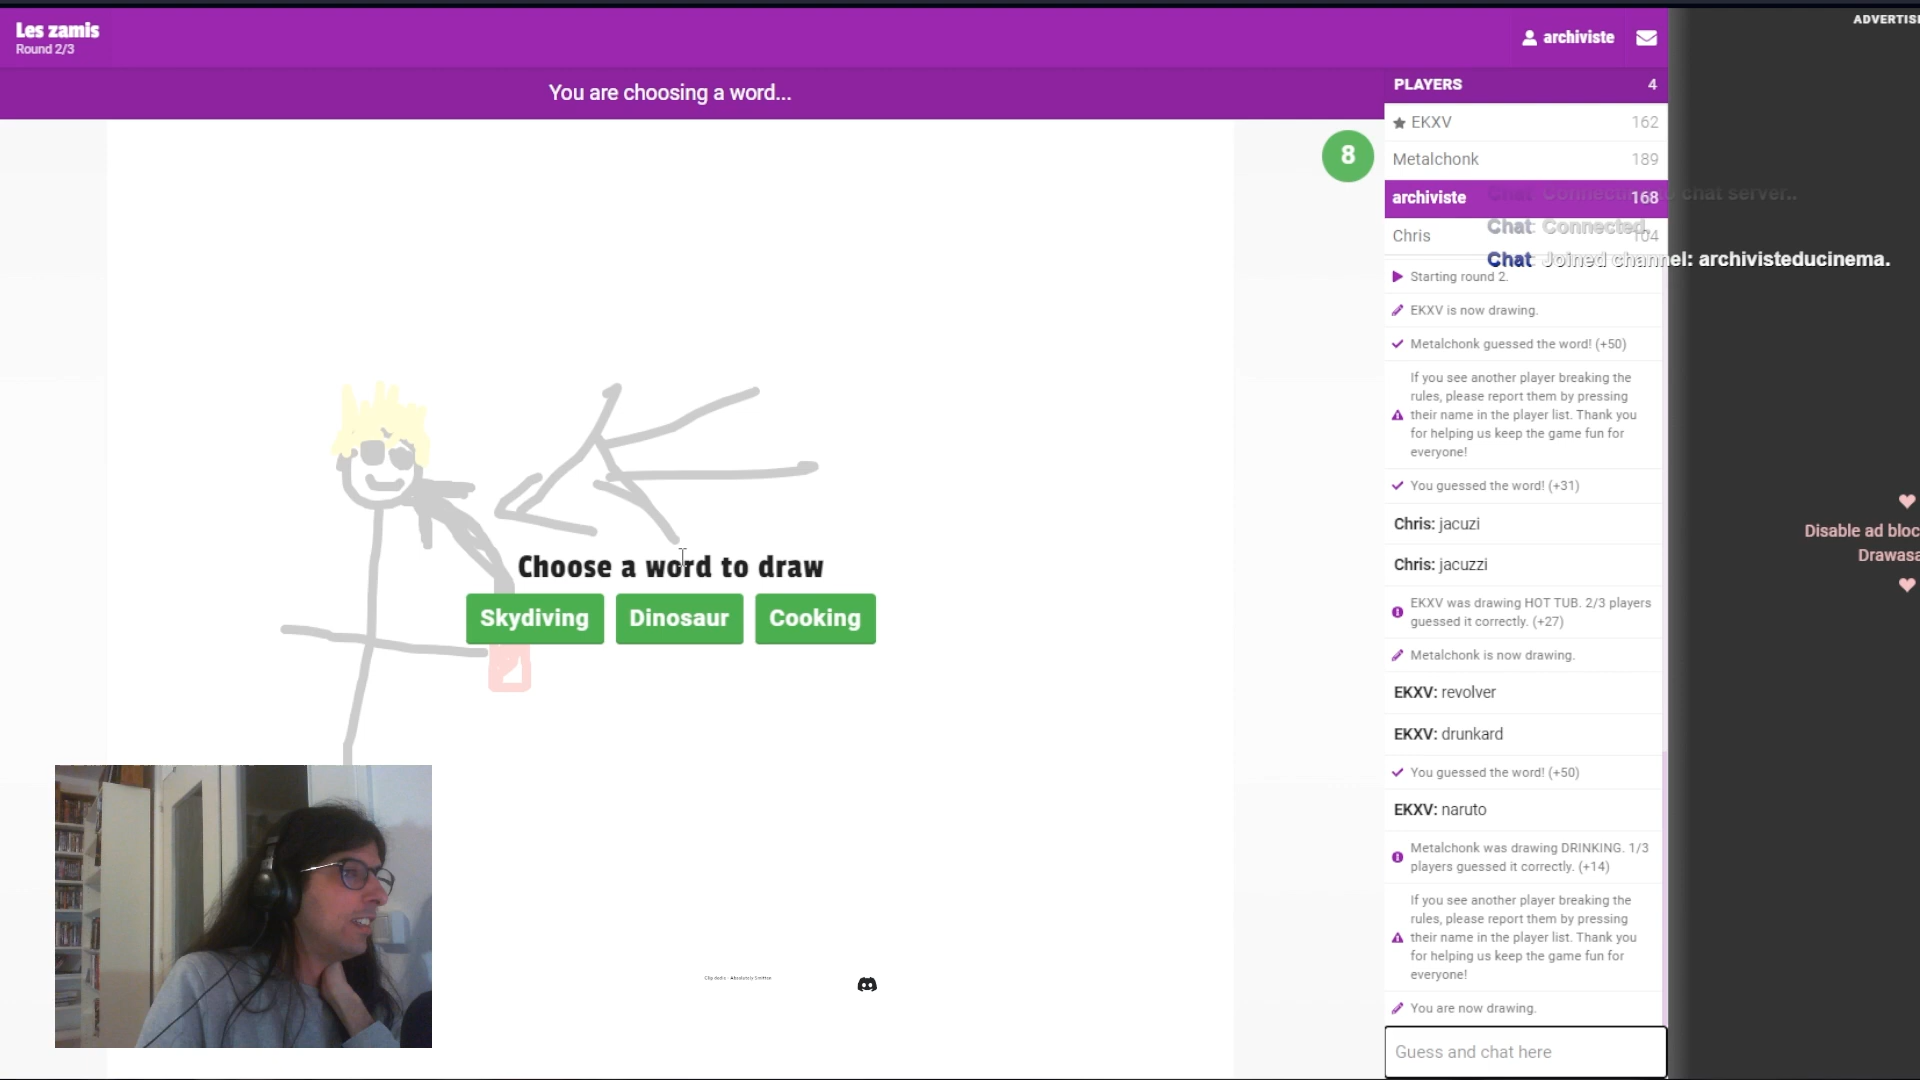 Les zamis
Round 2/3
archiviste
ADVERTIS
You are choosing a word...
PLAYERS 4
EKXV 162
8
Metalchonk 189
archiviste 168
Chat: Connecting to chat server..
Chat: Connected.
Chris 104
Chat: Joined channel: archivisteducinema.
Starting round 2.
EKXV is now drawing.
Metalchonk guessed the word! (+50)
If you see another player breaking the
rules, please report them by pressing
their name in the player list. Thank you
for helping us keep the game fun for
everyone!
You guessed the word! (+31)
Chris: jacuzi
Disable ad bloc
Drawasa
Chris: jacuzzi
Choose a word to draw
Skydiving Dinosaur Cooking
EKXV was drawing HOT TUB. 2/3 players
guessed it correctly. (+27)
Metalchonk is now drawing.
EKXV: revolver
EKXV: drunkard
You guessed the word! (+50)
EKXV: naruto
Metalchonk was drawing DRINKING. 1/3
players guessed it correctly. (+14)
If you see another player breaking the
rules, please report them by pressing
their name in the player list. Thank you
for helping us keep the game fun for
everyone!
You are now drawing.
Guess and chat here